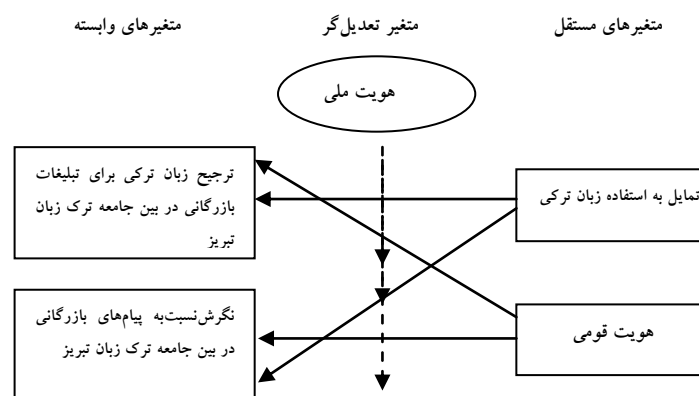 متغیرهای مستقل
متغیر تعدیل‌گر
متغیرهای وابسته
هویت ملی
تمایل به استفاده زبان ترکی
هویت قومی
ترجیح زبان ترکی برای تبلیغات
بازرگانی در بین جامعه ترک زبان
تبریز
نگرش‌نسبت‌به پیام‌های بازرگانی
در بین جامعه ترک زبان تبریز